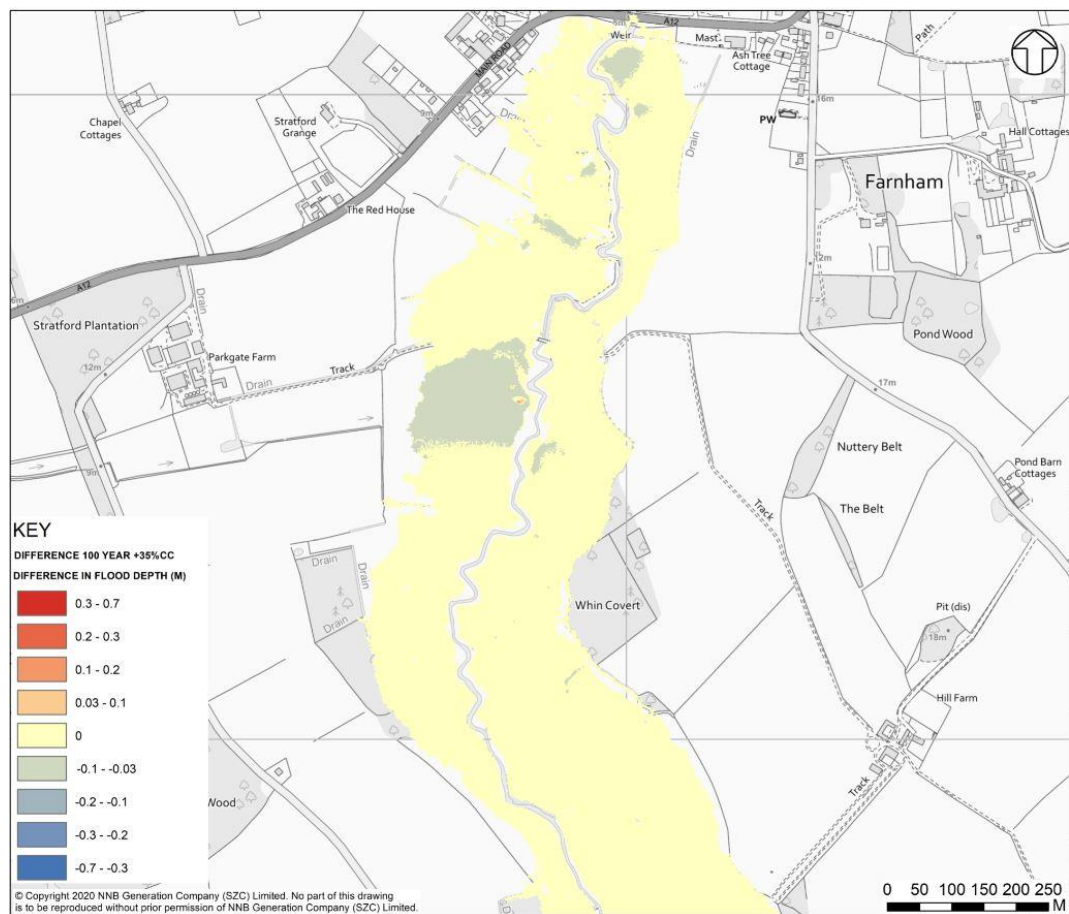 A12
8m
Weir
Mast
Ash Tree
Cottage
Path
MAIN ROAD
9m
Drain
Chapel
Cottages
Stratford
Grange
Drain
PW
16m
Hall Cottages
Farnham
The Red House
A12
6m
Drain
12m
Stratford Plantation
Pond Wood
Parkgate Farm
12m
Drain
Track
17m
Nuttery Belt
9m
Pond Barn
Cottages
Track
The Belt
Drain
Drain
Drain
Whin Covert
Pit (dis)
18m
Hill Farm
Track
Wood
KEY
DIFFERENCE 100 YEAR +35%CC
DIFFERENCE IN FLOOD DEPTH (M)
0.3 - 0.7
0.2 - 0.3
0.1 - 0.2
0.03 - 0.1
0
-0.1 - -0.03
-0.2 - -0.1
-0.3 - -0.2
-0.7 - -0.3
© Copyright 2020 NNB Generation Company (SZC) Limited. No part of this drawing
is to be reproduced without prior permission of NNB Generation Company (SZC) Limited.
0 50 100 150 200 250
M